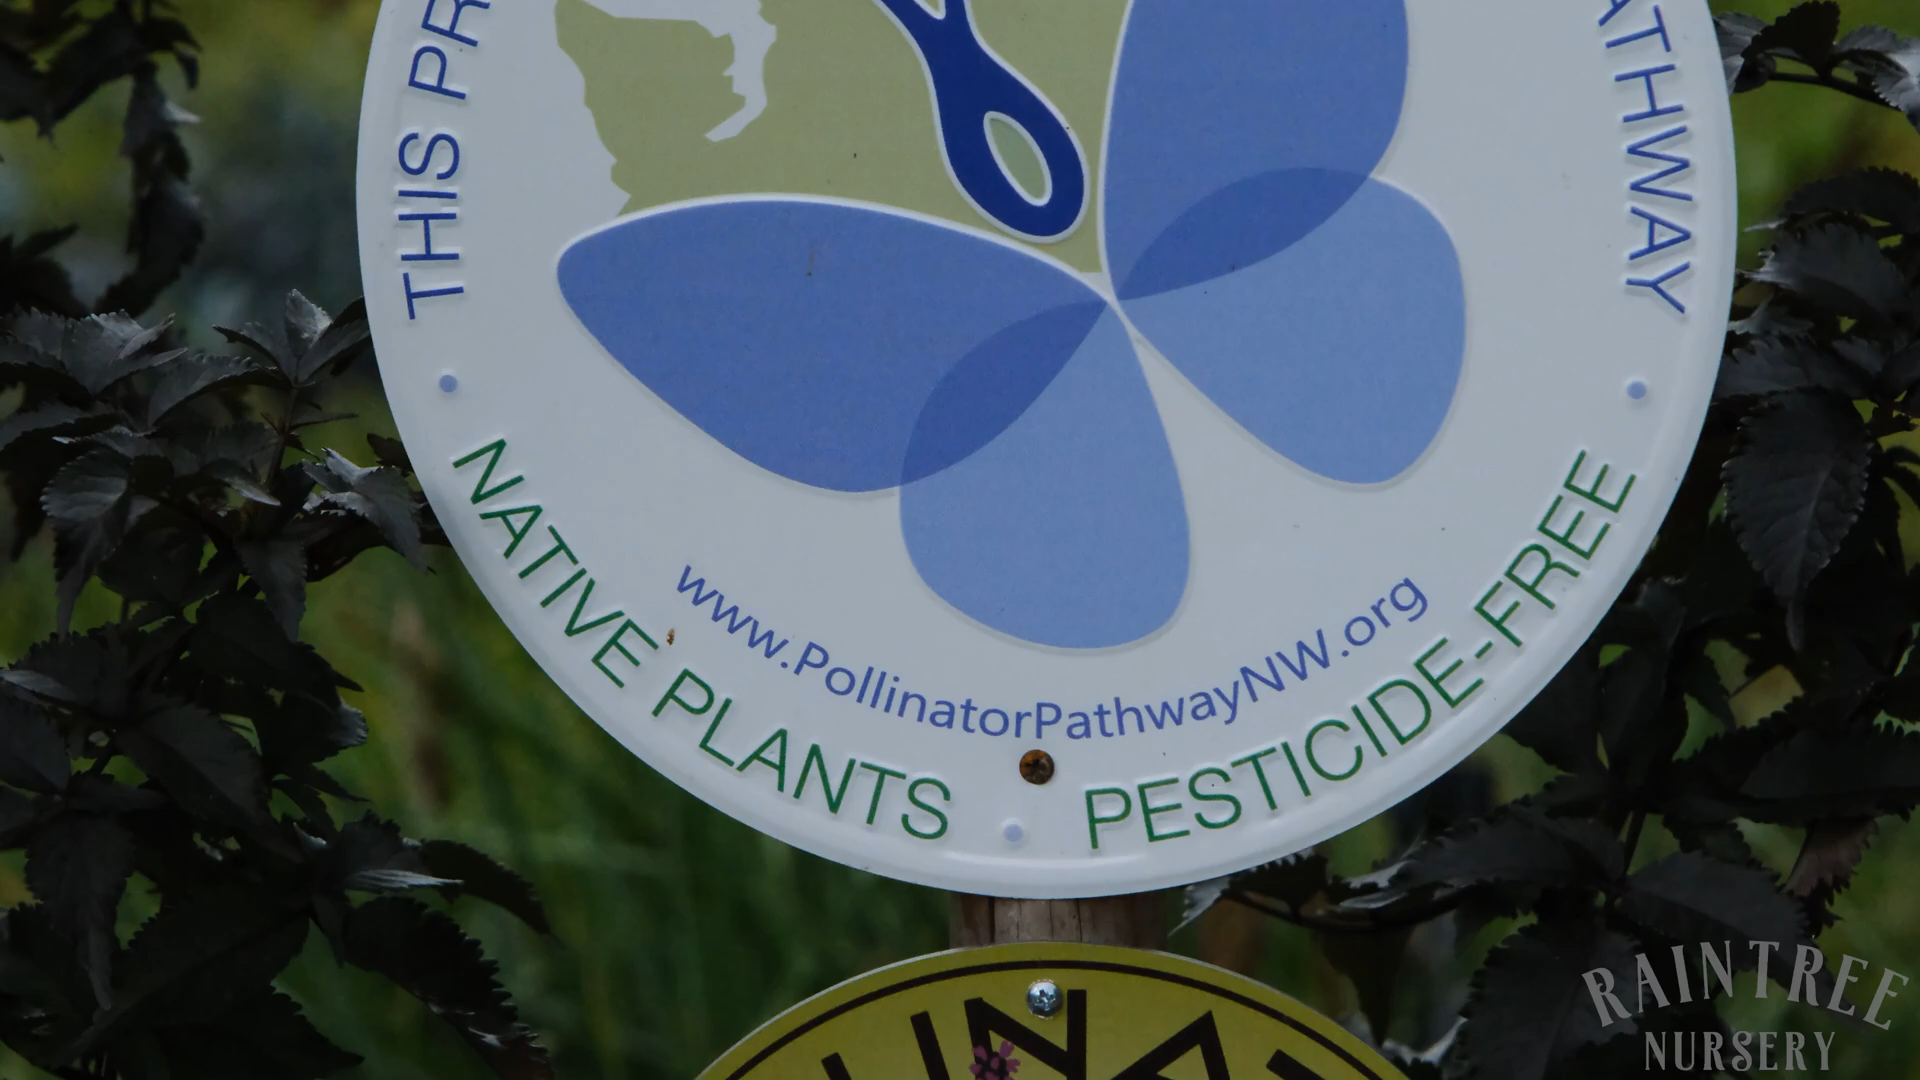 THIS PR
ATHWAY
www.PollinatorPathwayNW.org
NATIVE PLANTS • PESTICIDE-FREE
RAINTREE
NURSERY